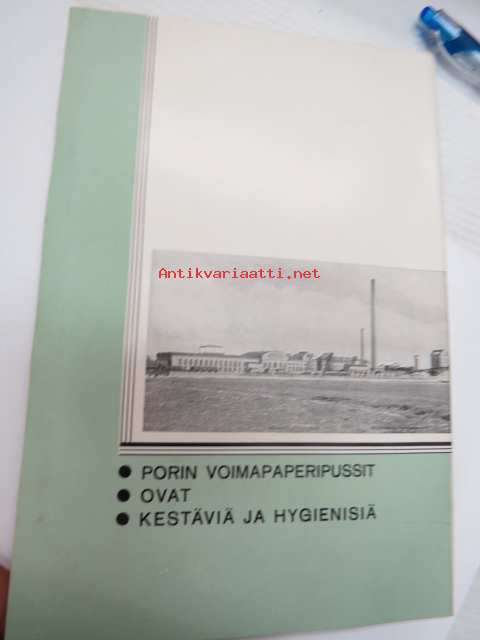 Antikvariaatti.net
● PORIN VOIMAPAPERIPUSSIT
● OVAT
● KESTÄVIÄ JA HYGIENISIÄ